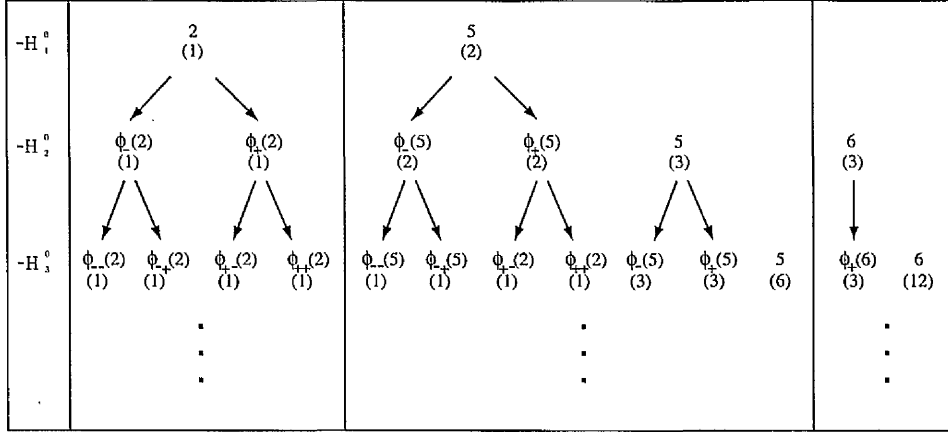 -H₁⁰ 2 5
(1) (2)
-H₂⁰ ϕ₋(2) ϕ₊(2) ϕ₋(5) ϕ₊(5) 5 6
(1) (1) (2) (2) (3) (3)
-H₃⁰ ϕ₋₋(2) ϕ₋₊(2) ϕ₊₋(2) ϕ₊₊(2) ϕ₋₋(5) ϕ₋₊(5) ϕ₊₋(2) ϕ₊₊(2) ϕ₋(5) ϕ₊(5) 5 ϕ₊(6) 6
(1) (1) (1) (1) (1) (1) (1) (1) (3) (3) (6) (3) (12)